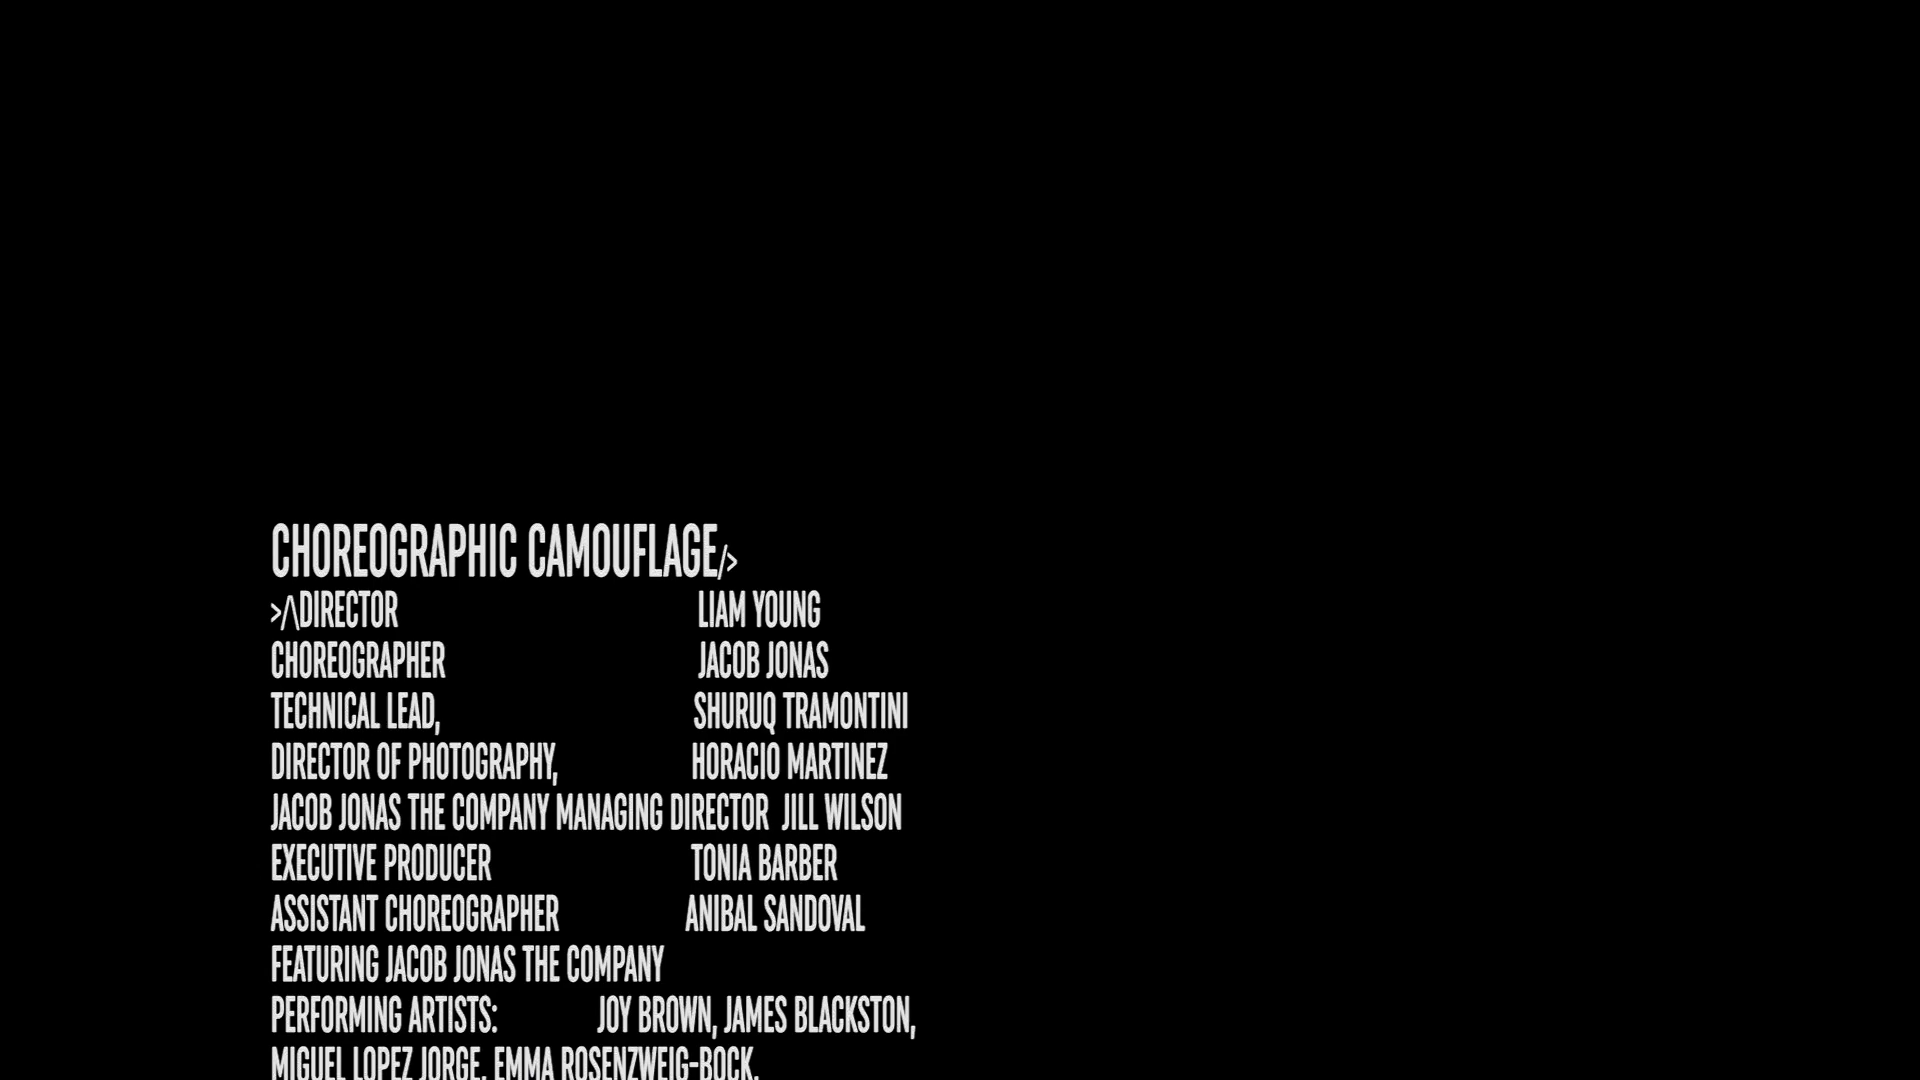 CHOREOGRAPHIC CAMOUFLAGE/>
>/\DIRECTOR LIAM YOUNG
CHOREOGRAPHER JACOB JONAS
TECHNICAL LEAD, SHURUQ TRAMONTINI
DIRECTOR OF PHOTOGRAPHY, HORACIO MARTINEZ
JACOB JONAS THE COMPANY MANAGING DIRECTOR JILL WILSON
EXECUTIVE PRODUCER TONIA BARBER
ASSISTANT CHOREOGRAPHER ANIBAL SANDOVAL
FEATURING JACOB JONAS THE COMPANY
PERFORMING ARTISTS: JOY BROWN, JAMES BLACKSTON,
MIGUEL LOPEZ JORGE, EMMA ROSENZWEIG-BOCK,